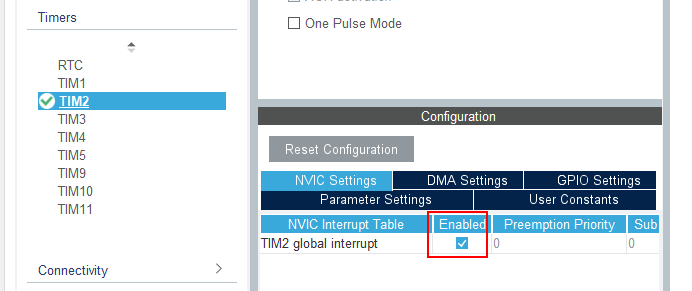 Timers
RTC
TIM1
TIM2
TIM3
TIM4
TIM5
TIM9
TIM10
TIM11
Connectivity
One Pulse Mode
Configuration
Reset Configuration
NVIC Settings
DMA Settings
GPIO Settings
Parameter Settings
User Constants
NVIC Interrupt Table
Enabled
Preemption Priority
Sub
TIM2 global interrupt
0
0